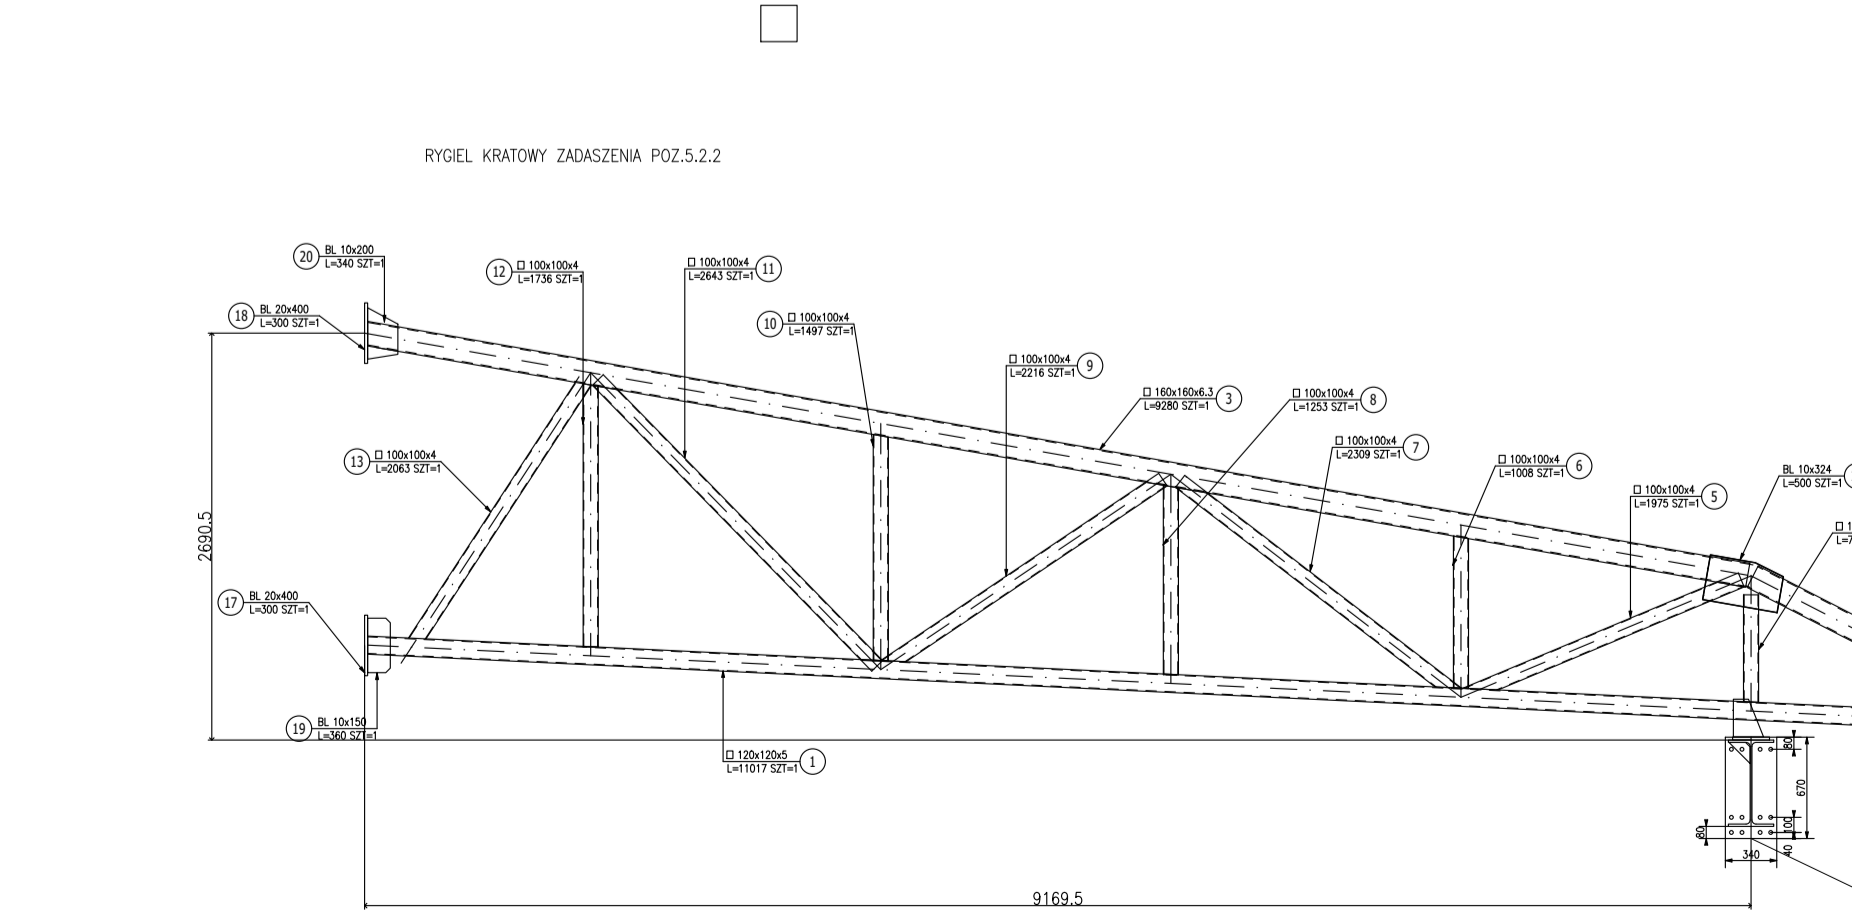 RYGIEL KRATOWY ZADASZENIA POZ.5.2.2
20
BL 10x200
L=340 SZT=1
12
□ 100x100x4
L=1736 SZT=1
□ 100x100x4
L=2643 SZT=1
11
18
BL 20x400
L=300 SZT=1
10
□ 100x100x4
L=1497 SZT=1
□ 100x100x4
L=2216 SZT=1
9
□ 160x160x6.3
L=9280 SZT=1
3
□ 100x100x4
L=1253 SZT=1
8
□ 100x100x4
L=2309 SZT=1
7
□ 100x100x4
L=1008 SZT=1
6
□ 100x100x4
L=1975 SZT=1
5
BL 10x324
L=500 SZT=1
13
□ 100x100x4
L=2063 SZT=1
□ 1
L=7
2690.5
17
BL 20x400
L=300 SZT=1
19
BL 10x150
L=360 SZT=1
□ 120x120x5
L=11017 SZT=1
1
80
670
100
80
40
340
9169.5